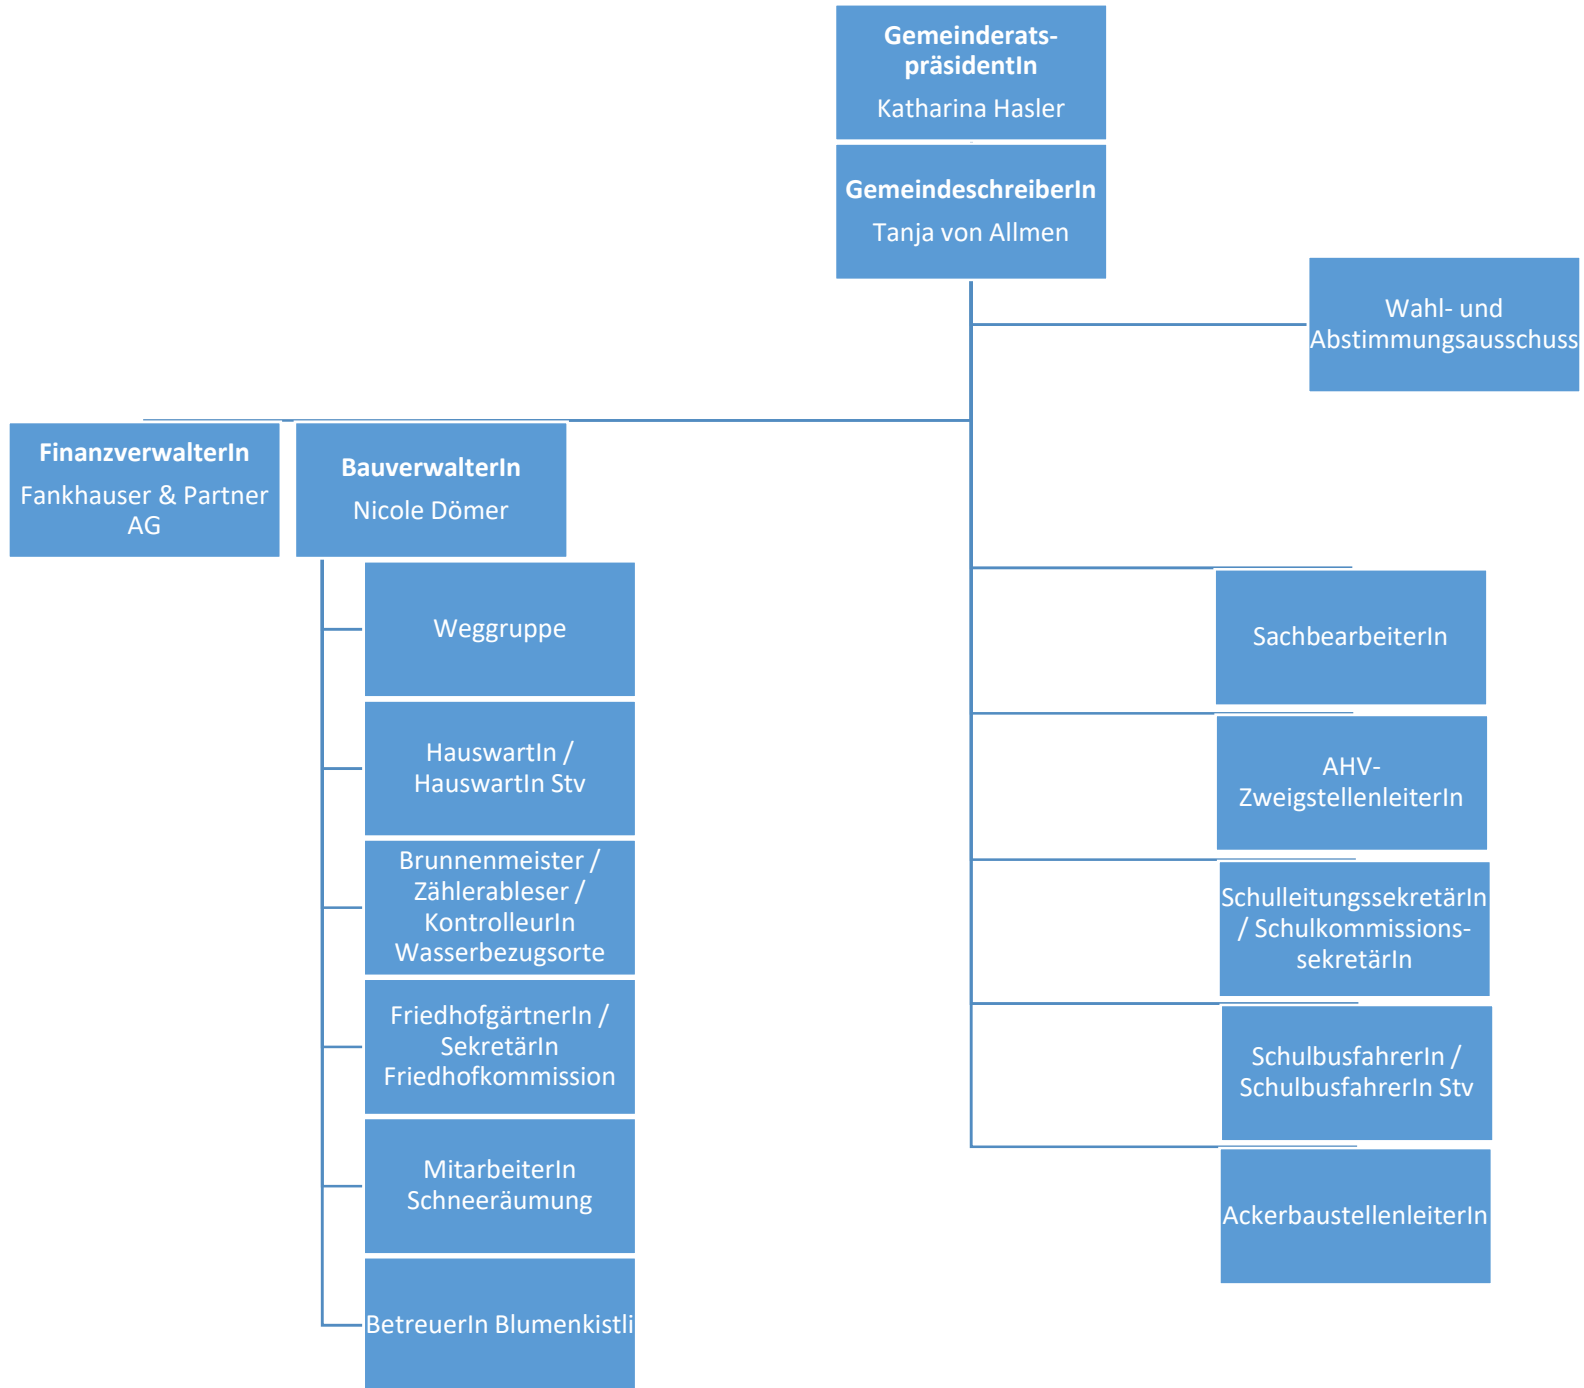 Gemeinderats-
präsidentIn
Katharina Hasler
GemeindeschreiberIn
Tanja von Allmen
Wahl- und
Abstimmungsausschuss
FinanzverwalterIn
Fankhauser & Partner
AG
BauverwalterIn
Nicole Dömer
Weggruppe
HauswartIn /
HauswartIn Stv
Brunnenmeister /
Zählerableser /
KontrolleurIn
Wasserbezugsorte
FriedhofgärtnerIn /
SekretärIn
Friedhofkommission
MitarbeiterIn
Schneeräumung
BetreuerIn Blumenkistli
SachbearbeiterIn
AHV-
ZweigstellenleiterIn
SchulleitungssekretärIn
/ Schulkommissions-
sekretärIn
SchulbusfahrerIn /
SchulbusfahrerIn Stv
AckerbaustellenleiterIn